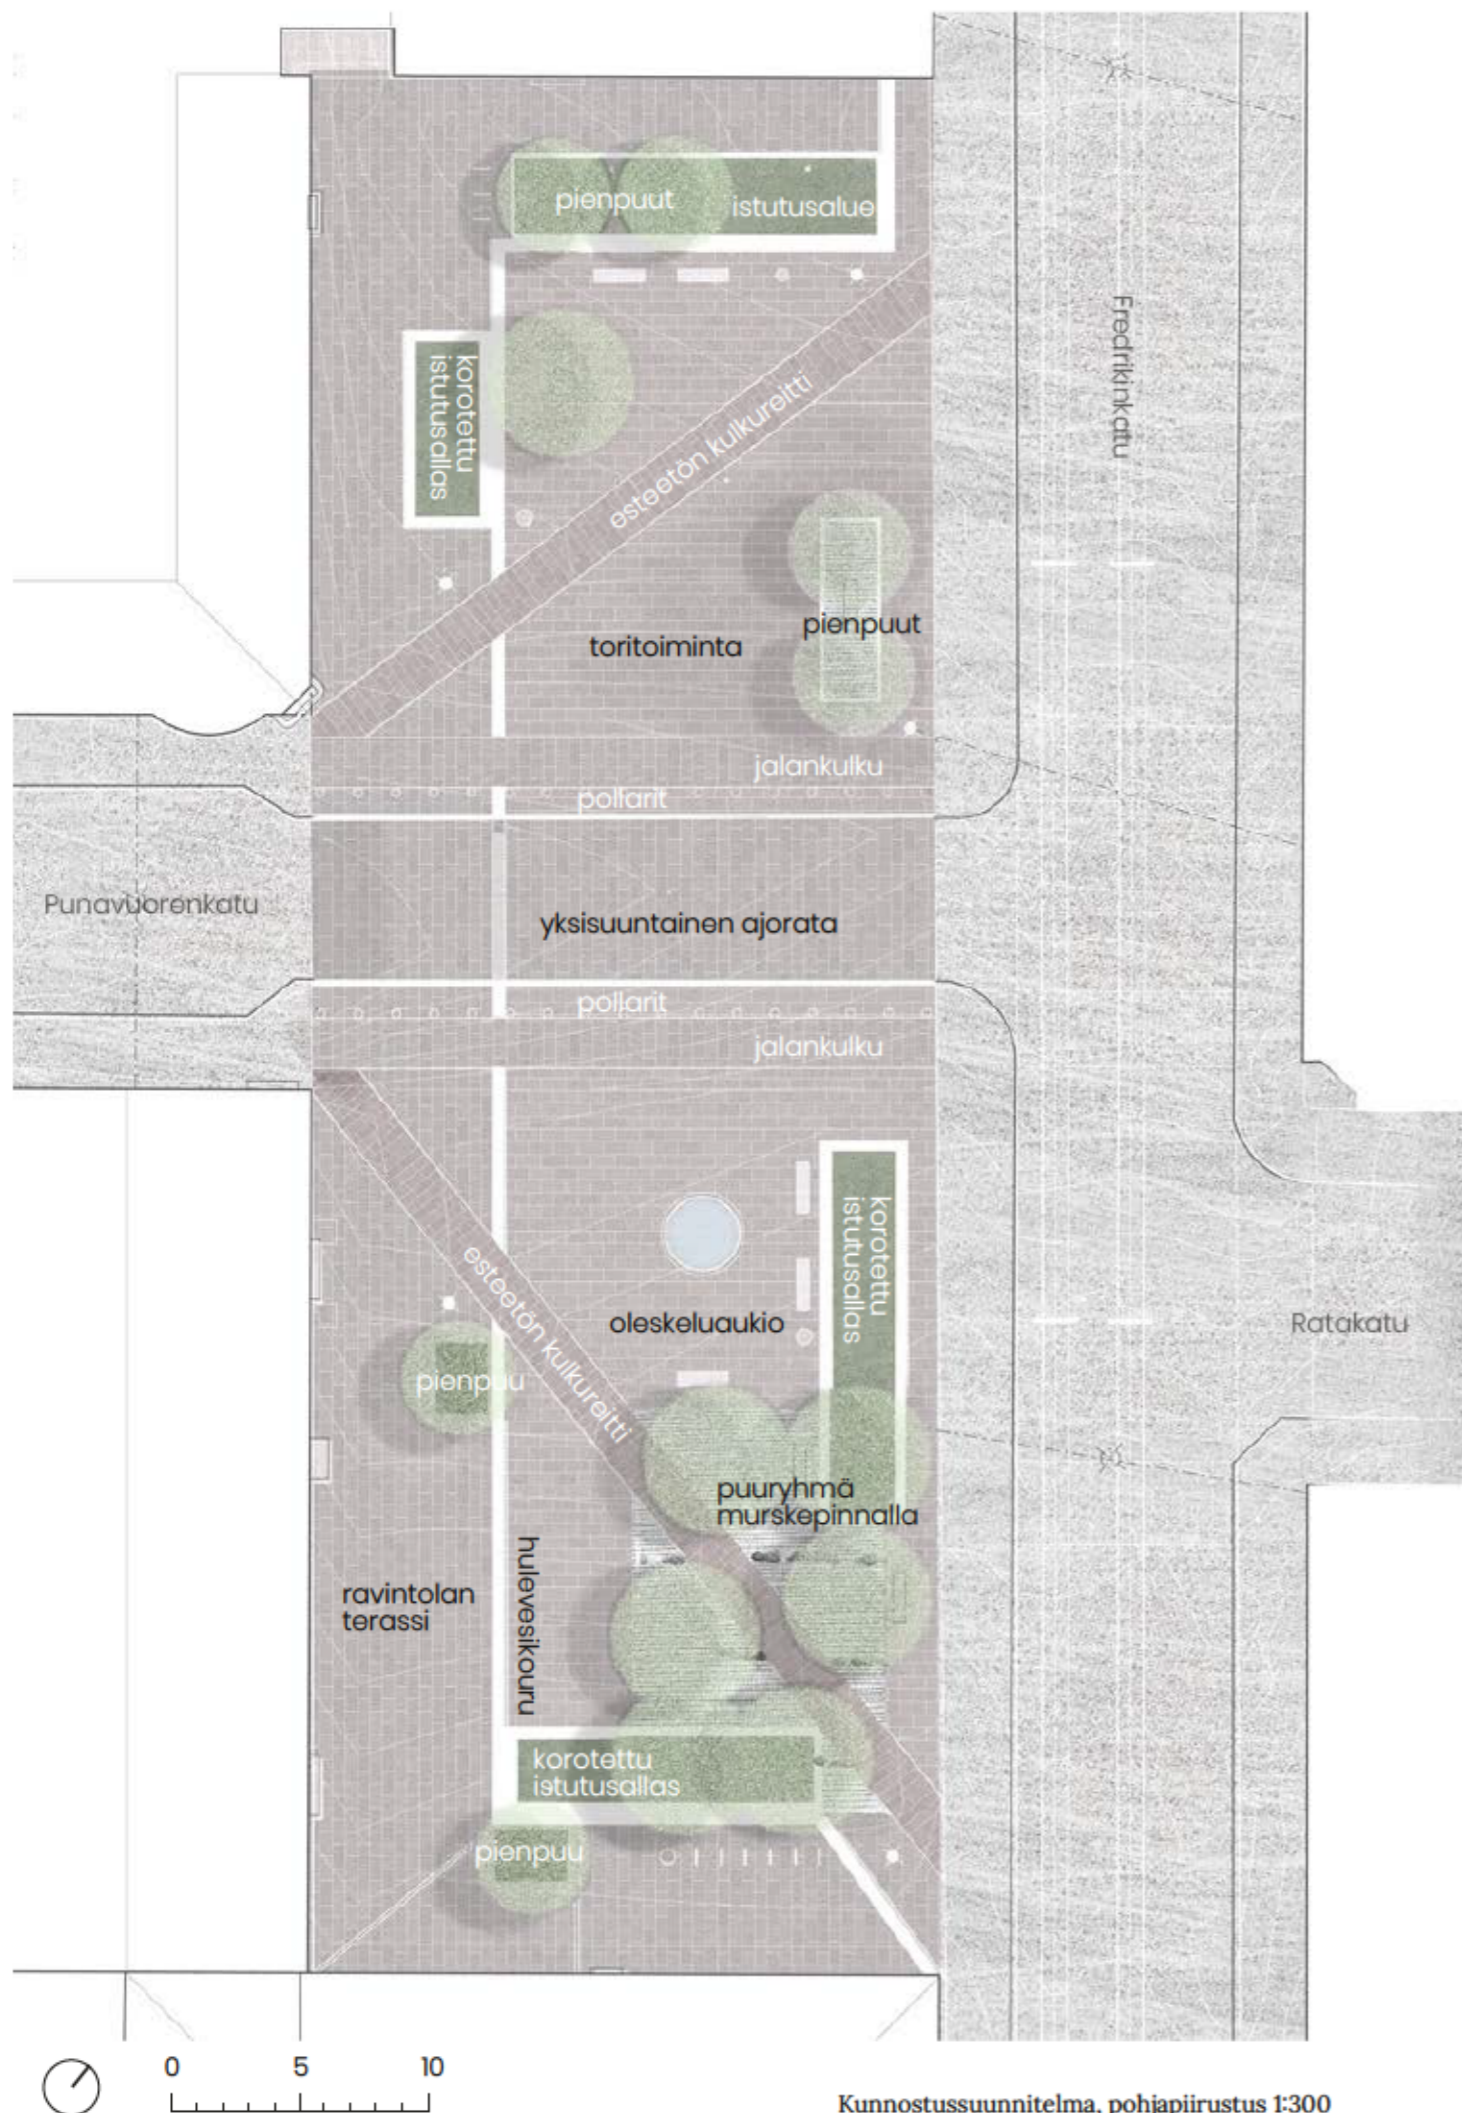 pienpuut
istutusalue
korotettu
istutusallas
Fredrikinkatu
esteetön kulkureitti
pienpuut
toritoiminta
jalankulku
pollarit
Punavuorenkatu
yksisuuntainen ajorata
pollarit
jalankulku
korotettu
istutusallas
esteetön kulkureitti
oleskeluaukio
Ratakatu
pienpuu
puuryhmä
murskepinnalla
hulevesikouru
ravintolan
terassi
korotettu
istutusallas
pienpuu
0 5 10
Kunnostussuunnitelma, pohjapiirustus 1:300